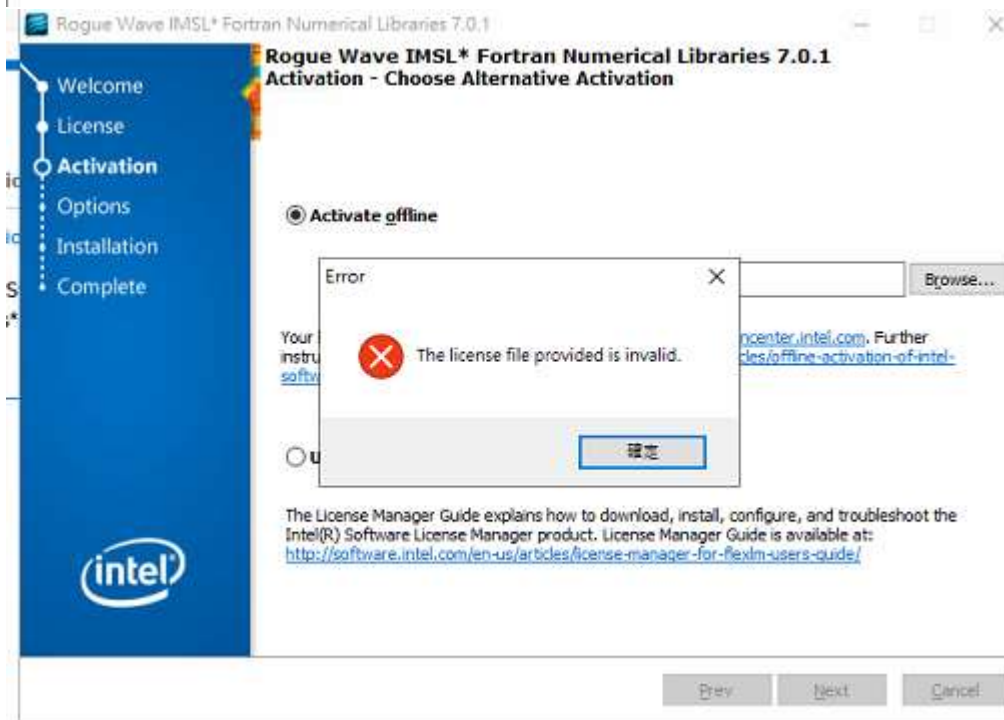 Rogue Wave IMSL* Fortran Numerical Libraries 7.0.1
Rogue Wave IMSL* Fortran Numerical Libraries 7.0.1
Activation - Choose Alternative Activation
Welcome
License
Activation
Options
Installation
Complete
Activate offline
Browse...
Error
The license file provided is invalid.
確定
Your
ncenter.intel.com. Further
instru
cles/offline-activation-of-intel-
softw
U
The License Manager Guide explains how to download, install, configure, and troubleshoot the
Intel(R) Software License Manager product. License Manager Guide is available at:
http://software.intel.com/en-us/articles/license-manager-for-flexlm-users-guide/
intel
Prev
Next
Cancel